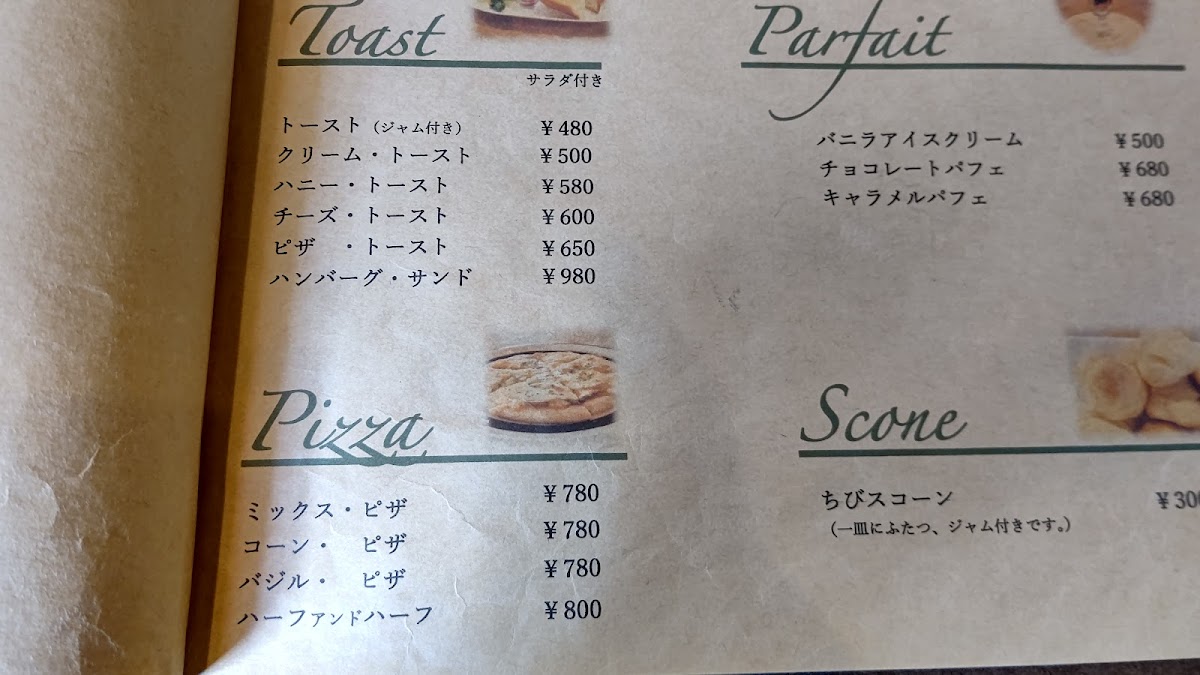 Toast
サラダ付き
トースト（ジャム付き） ¥480
クリーム・トースト ¥500
ハニー・トースト ¥580
チーズ・トースト ¥600
ピザ　・トースト ¥650
ハンバーグ・サンド ¥980
Pizza
ミックス・ピザ ¥780
コーン・　ピザ ¥780
バジル・　ピザ ¥780
ハーフアンドハーフ ¥800
Parfait
バニラアイスクリーム ¥500
チョコレートパフェ ¥680
キャラメルパフェ ¥680
Scone
ちびスコーン ¥300
（一皿にふたつ、ジャム付きです。）